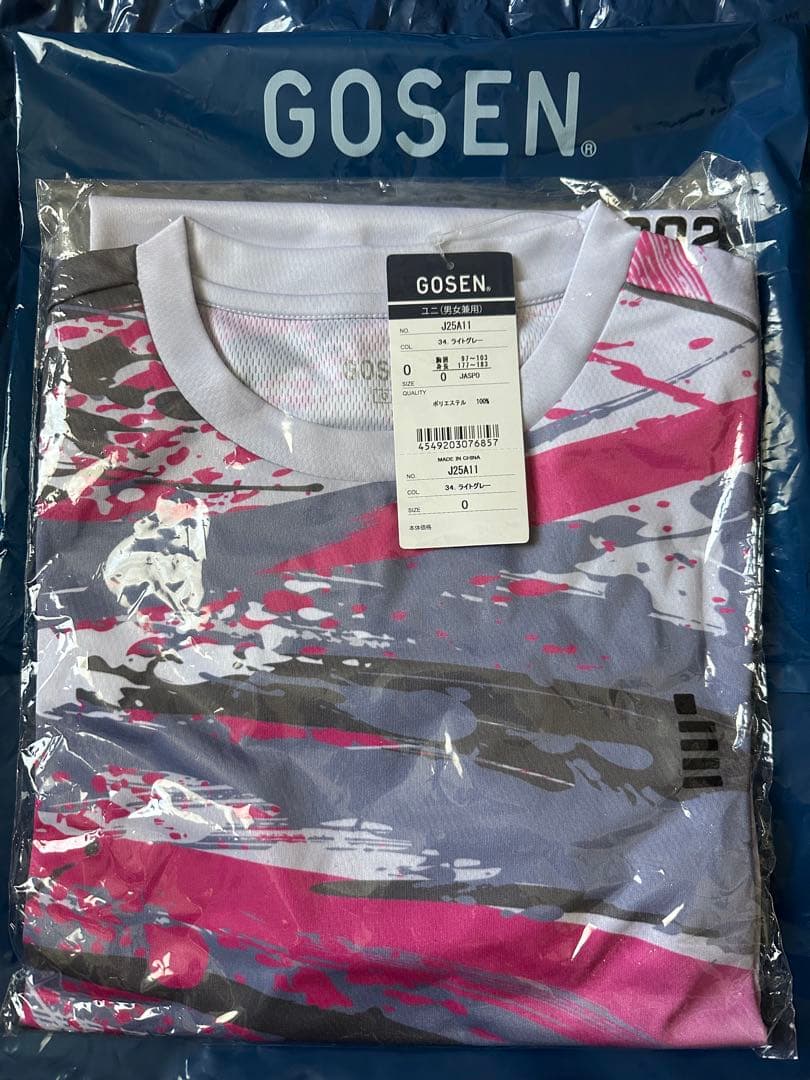 GOSEN®
GOSEN
GOSEN®
ユニ(男女兼用)
NO. J25A11
COL 34. ライトグレー
0 胸囲 97~103
身長 177~183
SIZE 0 JASPO
QUALITY
ポリエステル 100%
4549203076857
MADE IN CHINA
NO. J25A11
COL 34. ライトグレー
SIZE 0
本体価格